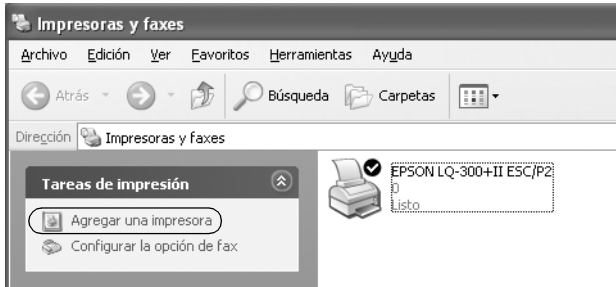 Impresoras y faxes
Archivo Edición Ver Favoritos Herramientas Ayuda
Atrás Búsqueda Carpetas
Dirección Impresoras y faxes
Tareas de impresión
Agregar una impresora
Configurar la opción de fax
EPSON LQ-300+II ESC/P2
0
Listo